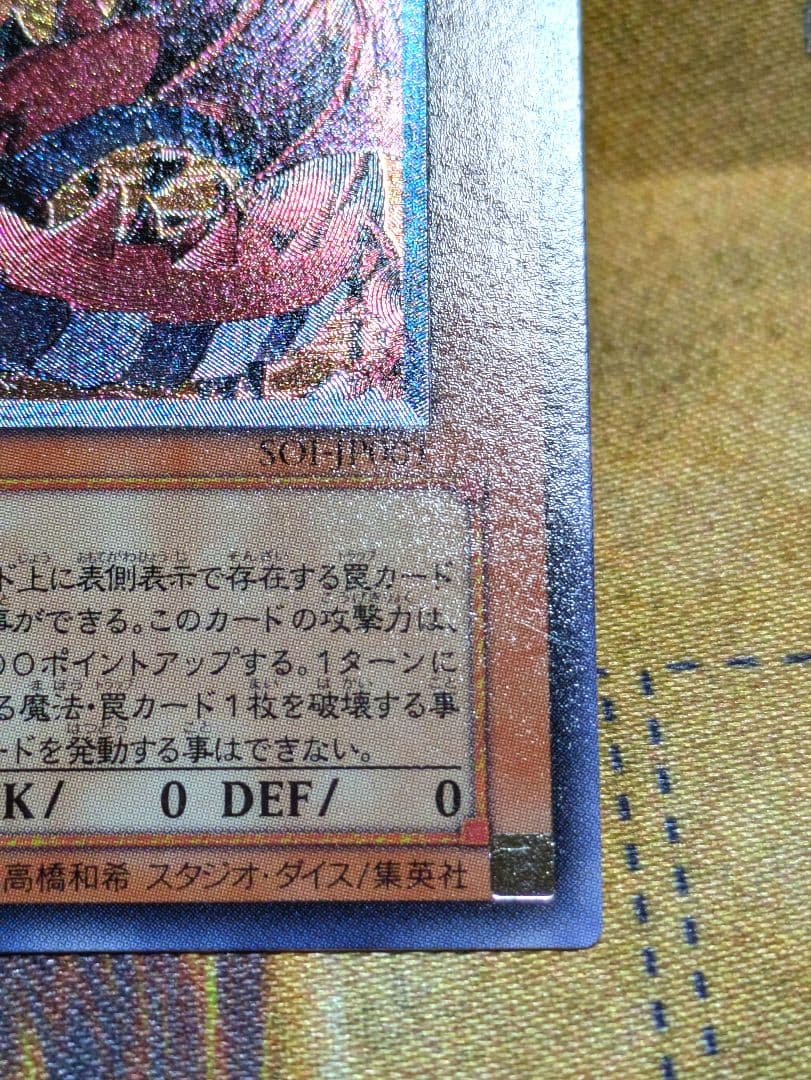 SOI-JP001
ド上に表側表示で存在する罠カード
事ができる。このカードの攻撃力は、
００ポイントアップする。１ターンに
る魔法・罠カード１枚を破壊する事
ードを発動する事はできない。
K/ 0 DEF/ 0
高橋和希 スタジオ・ダイス/集英社